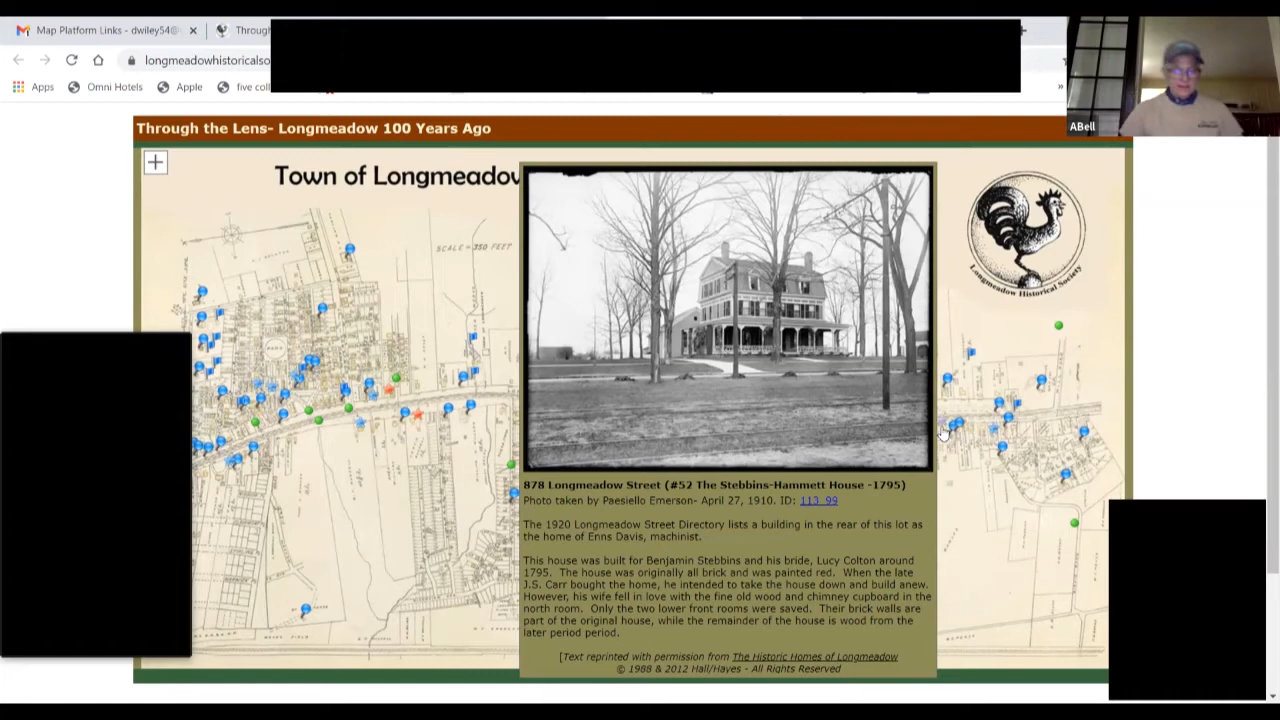 Map Platform Links - dwiley54@
Throug
longmeadowhistoricalso
Apps
Omni Hotels
Apple
five coll
»
ABell
Through the Lens- Longmeadow 100 Years Ago
Town of Longmeadow
SCALE = 350 FEET
Longmeadow Historical Society
878 Longmeadow Street (#52 The Stebbins-Hammett House -1795)
Photo taken by Paesiello Emerson- April 27, 1910. ID: 113_99
The 1920 Longmeadow Street Directory lists a building in the rear of this lot as
the home of Enns Davis, machinist.
This house was built for Benjamin Stebbins and his bride, Lucy Colton around
1795. The house was originally all brick and was painted red. When the late
J.S. Carr bought the home, he intended to take the house down and build anew.
However, his wife fell in love with the fine old wood and chimney cupboard in the
north room. Only the two lower front rooms were saved. Their brick walls are
part of the original house, while the remainder of the house is wood from the
later period period.
[Text reprinted with permission from The Historic Homes of Longmeadow
© 1988 & 2012 Hall/Hayes - All Rights Reserved